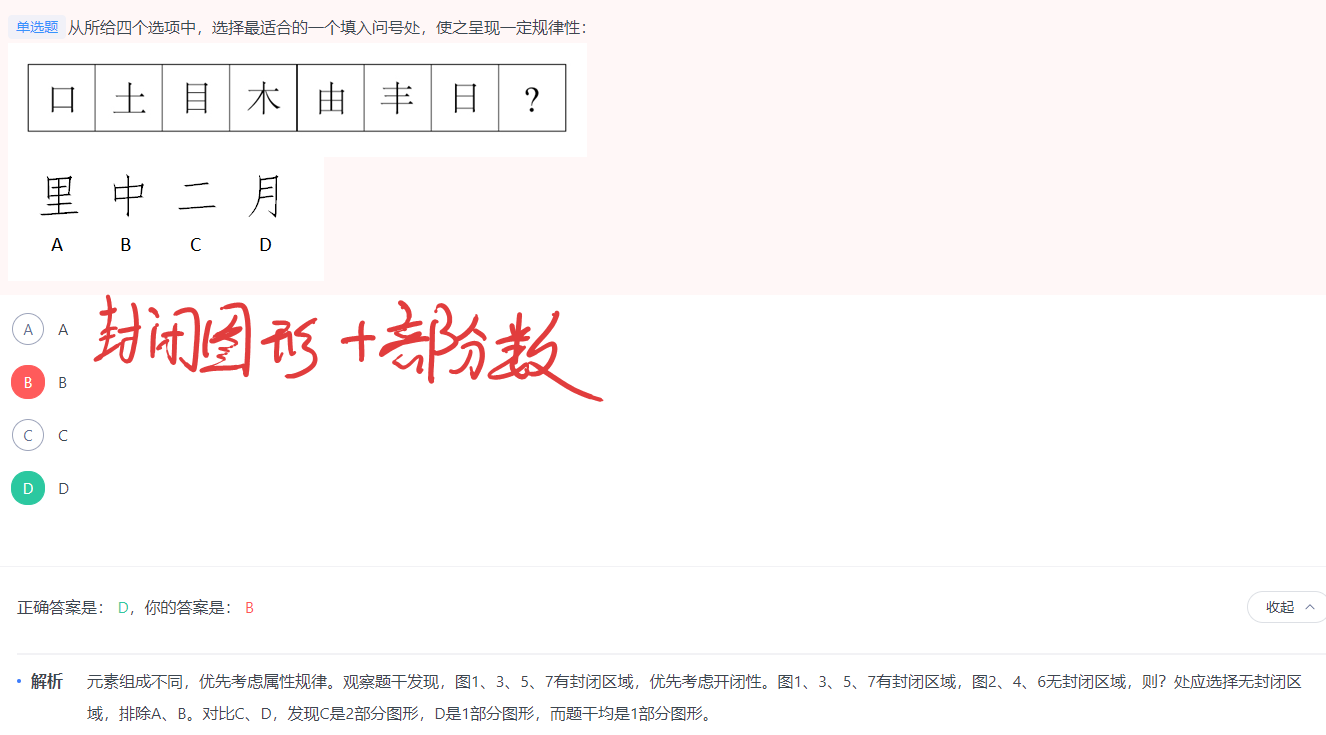 单选题 从所给四个选项中，选择最适合的一个填入问号处，使之呈现一定规律性：
口 土 目 木 由 丰 日 ?
里 中 二 月
A B C D
A A
封闭图形+部分数
B B
C C
D D
正确答案是： D，你的答案是： B
收起
解析 元素组成不同，优先考虑属性规律。观察题干发现，图1、3、5、7有封闭区域，优先考虑开闭性。图1、3、5、7有封闭区域，图2、4、6无封闭区域，则？处应选择无封闭区
域，排除A、B。对比C、D，发现C是2部分图形，D是1部分图形，而题干均是1部分图形。